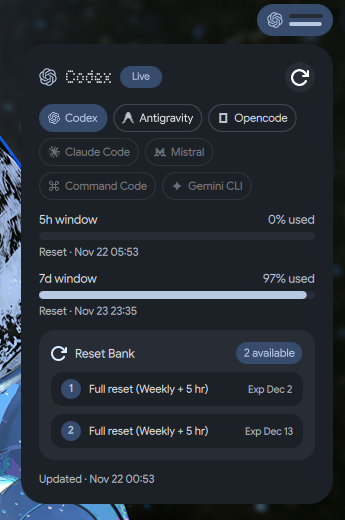 Codex Live
Codex Antigravity Opencode
Claude Code Mistral
Command Code Gemini CLI
5h window 0% used
Reset · Nov 22 05:53
7d window 97% used
Reset · Nov 23 23:35
Reset Bank 2 available
1 Full reset (Weekly + 5 hr) Exp Dec 2
2 Full reset (Weekly + 5 hr) Exp Dec 13
Updated · Nov 22 00:53